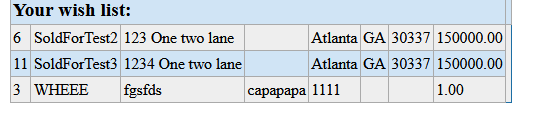 Your wish list:
6 SoldForTest2 123 One two lane Atlanta GA 30337 150000.00
11 SoldForTest3 1234 One two lane Atlanta GA 30337 150000.00
3 WHEEE fgsfds capapapa 1111 1.00